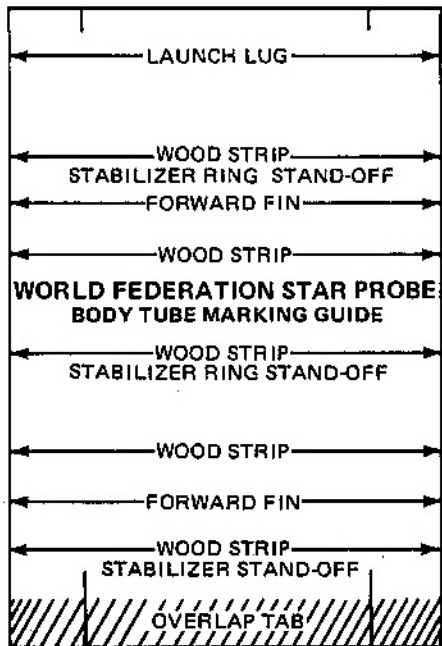 LAUNCH LUG
WOOD STRIP
STABILIZER RING STAND-OFF
FORWARD FIN
WOOD STRIP
WORLD FEDERATION STAR PROBE
BODY TUBE MARKING GUIDE
WOOD STRIP
STABILIZER RING STAND-OFF
WOOD STRIP
FORWARD FIN
WOOD STRIP
STABILIZER STAND-OFF
OVERLAP TAB